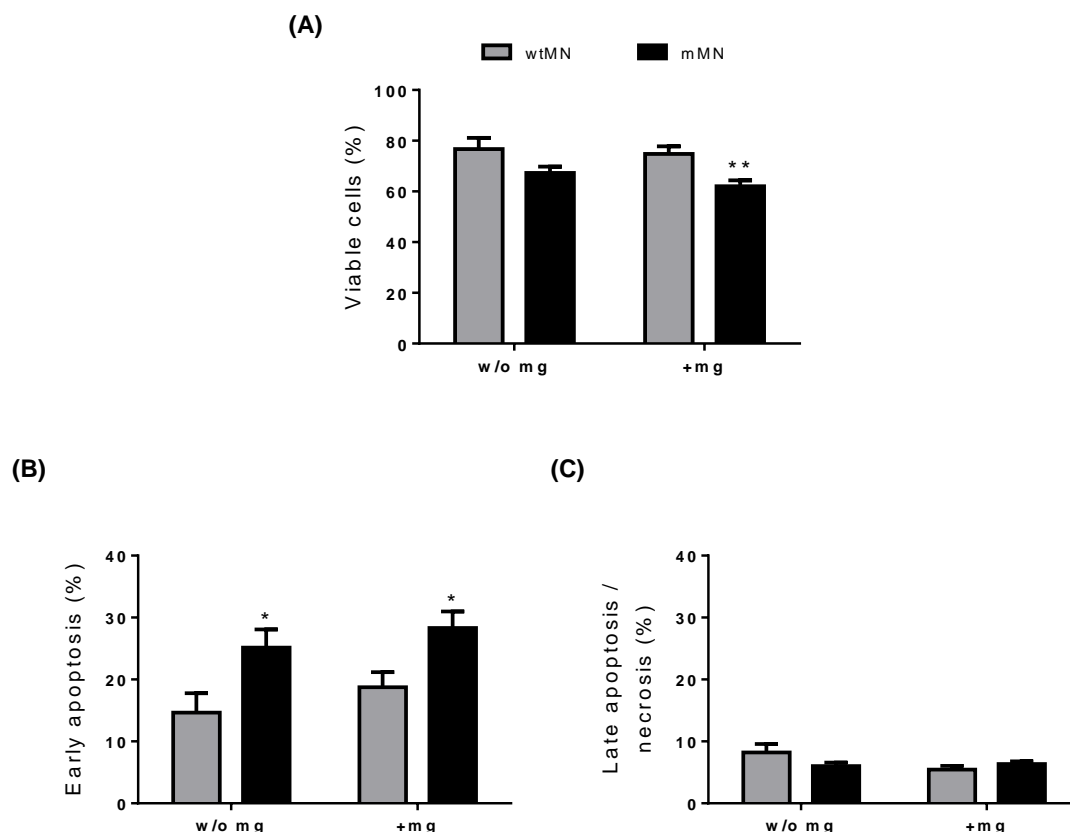 (A)
wtMN mMN
Viable cells (%)
100
80
60
40
20
0
**
w/o mg +mg
(B)
Early apoptosis (%)
40
30
20
10
0
* *
w/o mg +mg
(C)
Late apoptosis /
necrosis (%)
40
30
20
10
0
w/o mg +mg